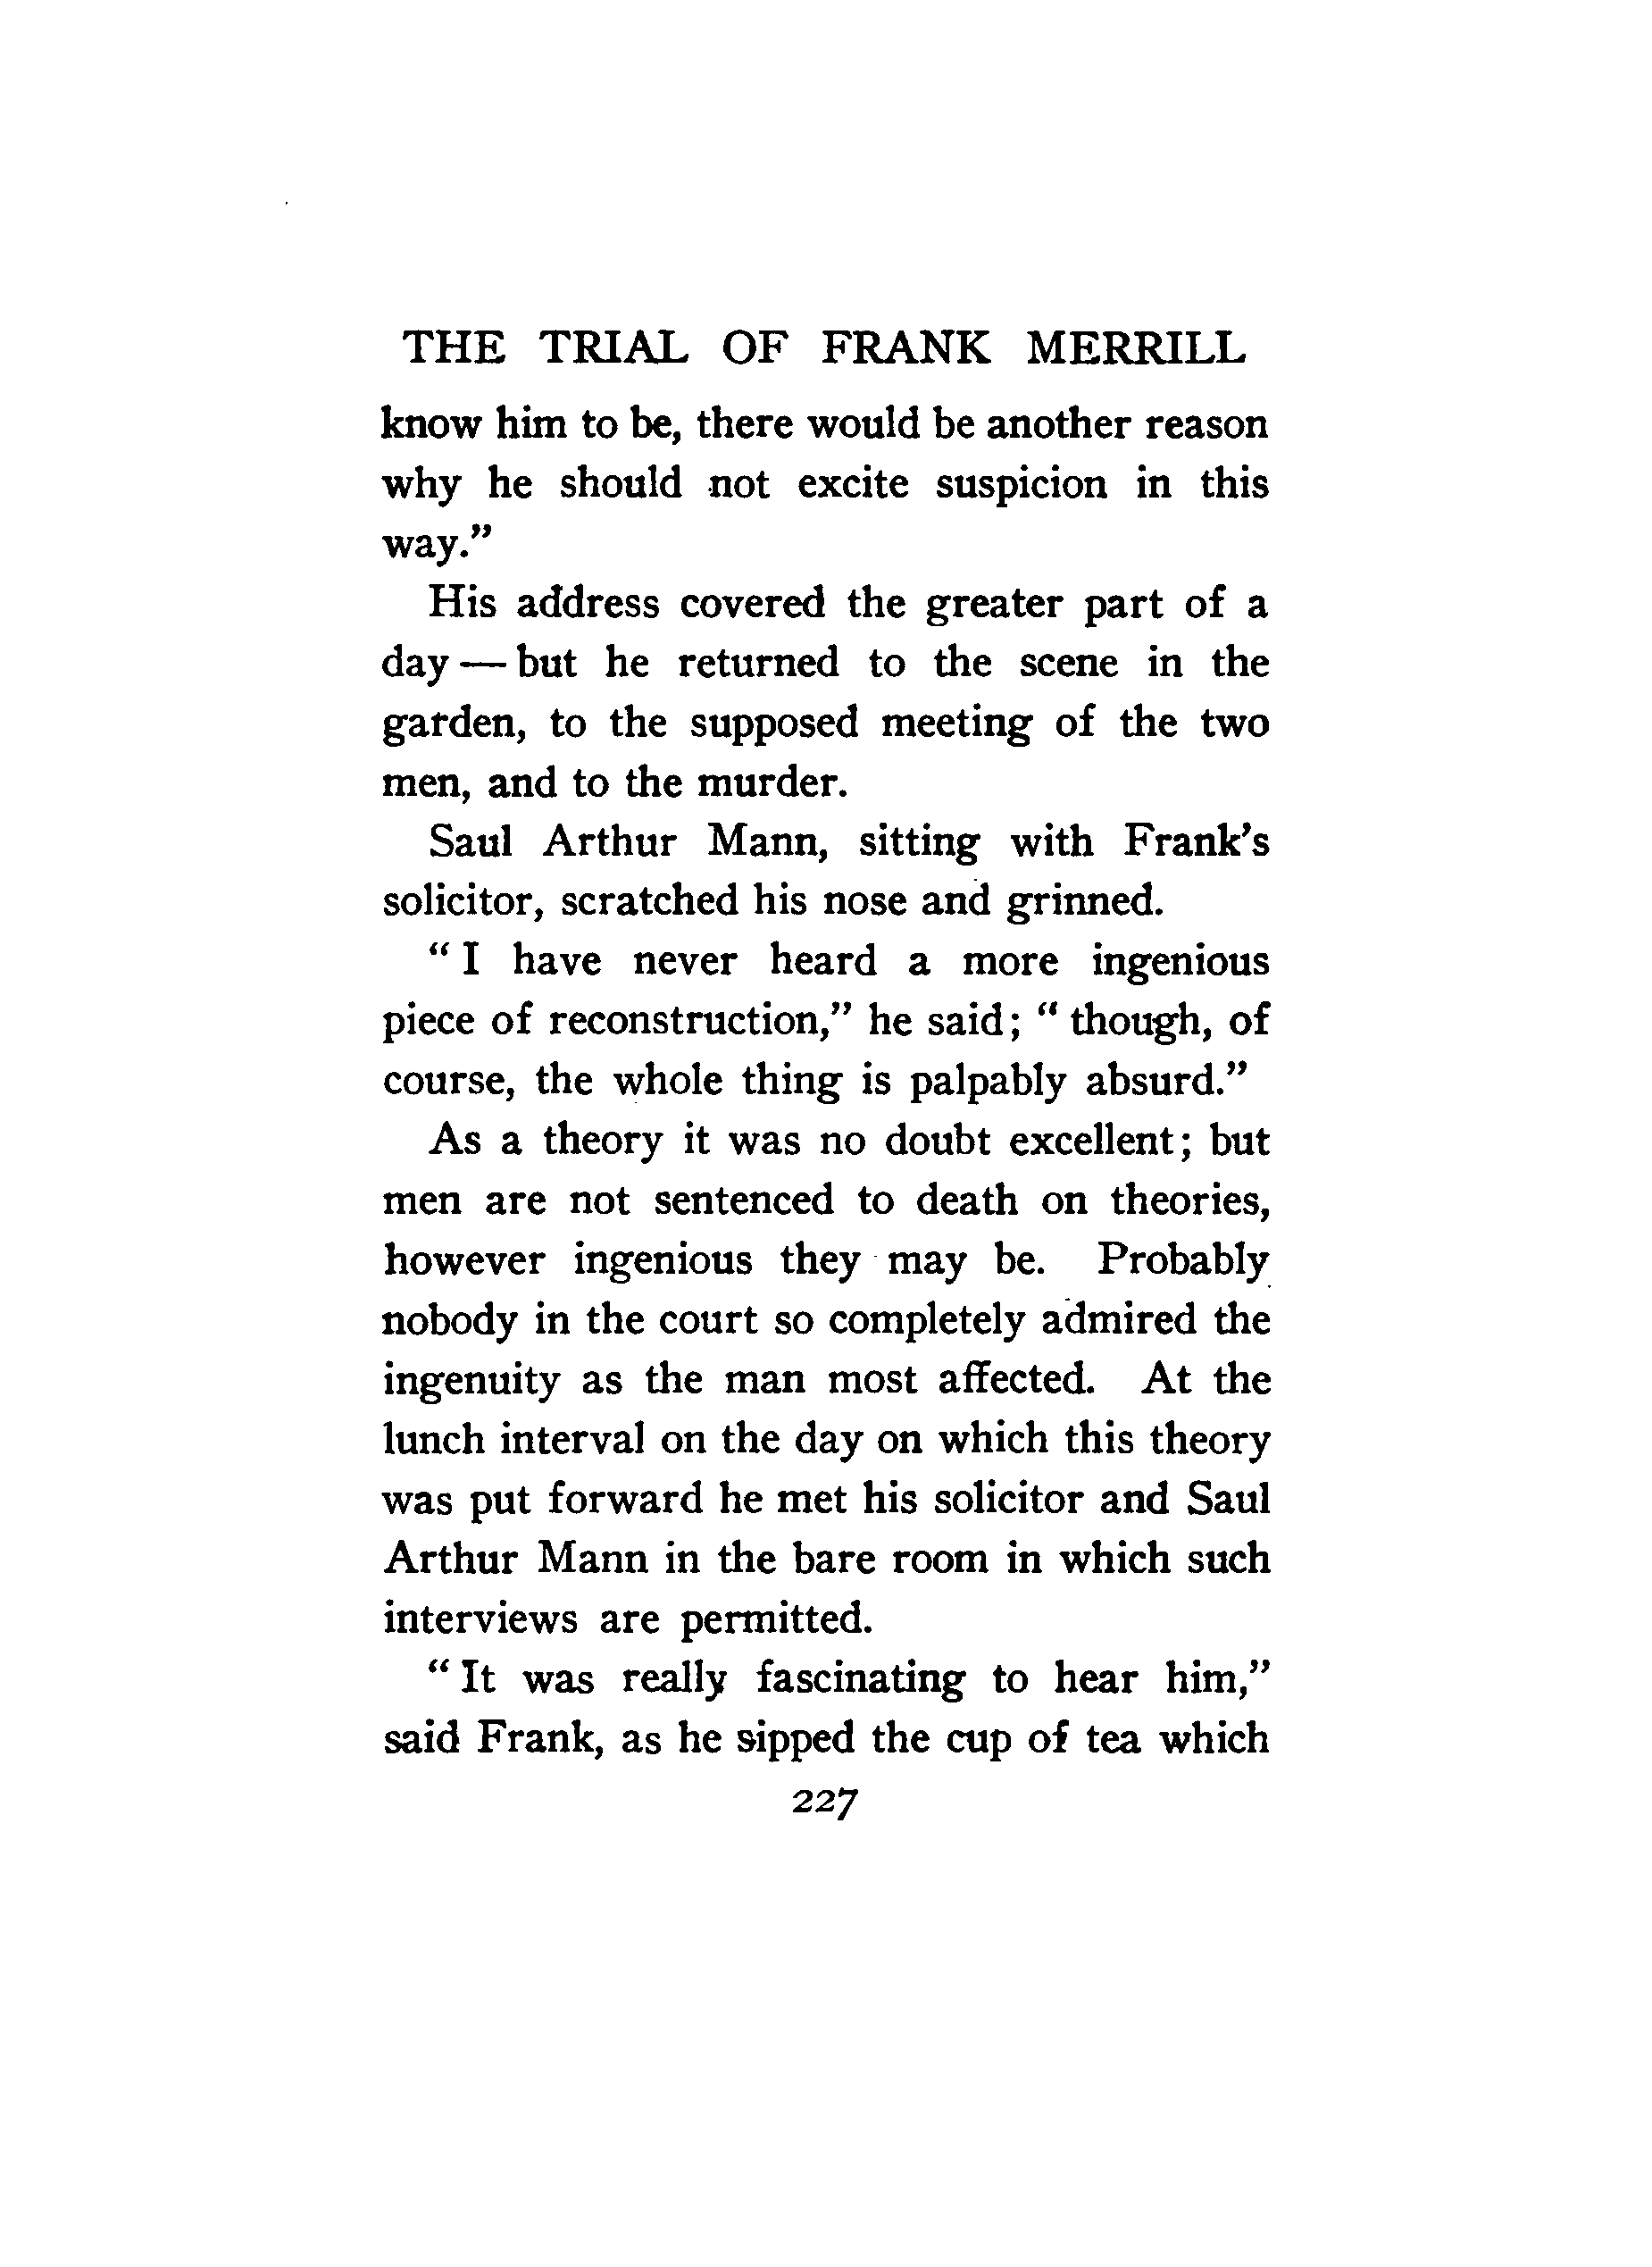 THE TRIAL OF FRANK MERRILL
know him to be, there would be another reason
why he should not excite suspicion in this
way.”
His address covered the greater part of a
day — but he returned to the scene in the
garden, to the supposed meeting of the two
men, and to the murder.
Saul Arthur Mann, sitting with Frank’s
solicitor, scratched his nose and grinned.
“ I have never heard a more ingenious
piece of reconstruction,” he said; “ though, of
course, the whole thing is palpably absurd.”
As a theory it was no doubt excellent; but
men are not sentenced to death on theories,
however ingenious they may be. Probably
nobody in the court so completely admired the
ingenuity as the man most affected. At the
lunch interval on the day on which this theory
was put forward he met his solicitor and Saul
Arthur Mann in the bare room in which such
interviews are permitted.
“ It was really fascinating to hear him,”
said Frank, as he sipped the cup of tea which
227